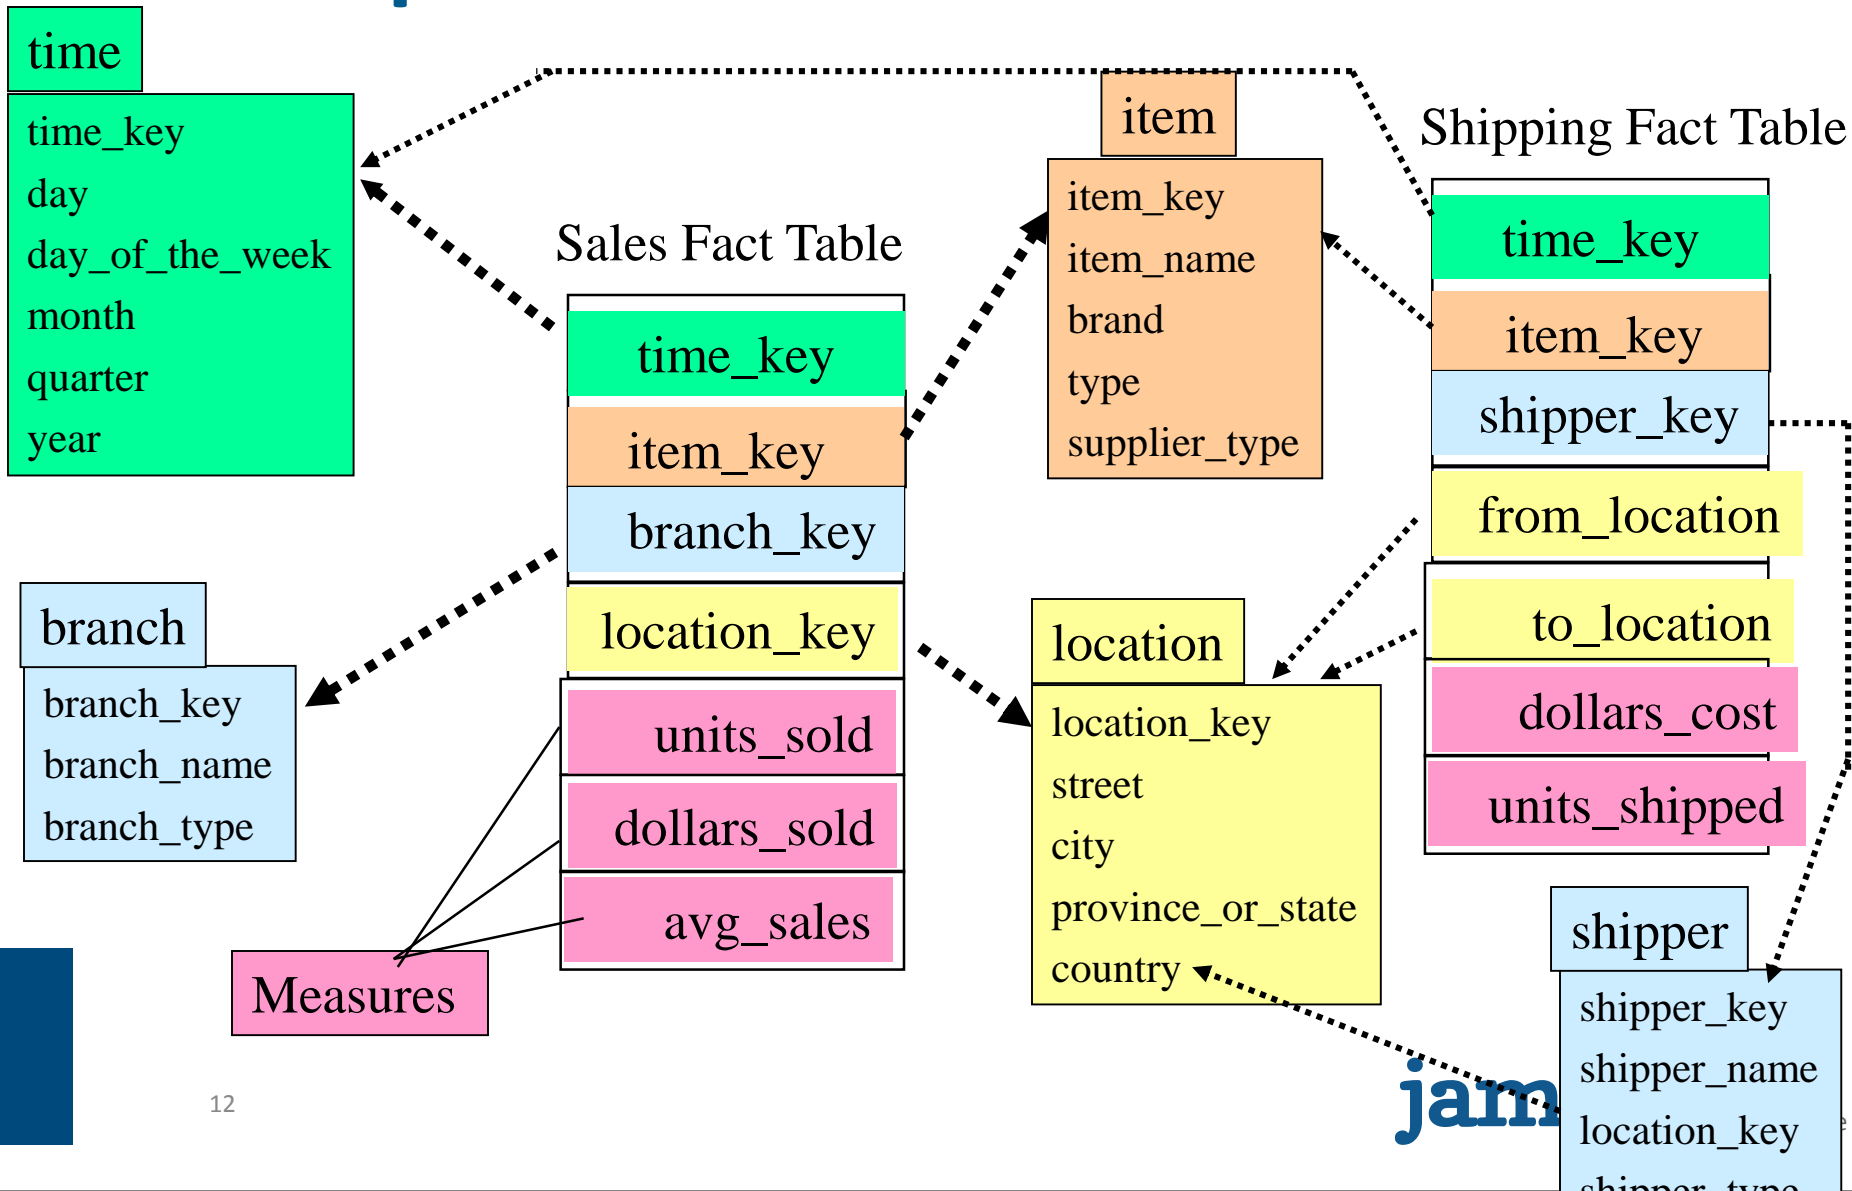 time
time_key
day
day_of_the_week
month
quarter
year
Sales Fact Table
time_key
item_key
branch_key
location_key
units_sold
dollars_sold
avg_sales
Measures
branch
branch_key
branch_name
branch_type
item
item_key
item_name
brand
type
supplier_type
location
location_key
street
city
province_or_state
country
Shipping Fact Table
time_key
item_key
shipper_key
from_location
to_location
dollars_cost
units_shipped
shipper
shipper_key
shipper_name
location_key
shipper_type
12
jam